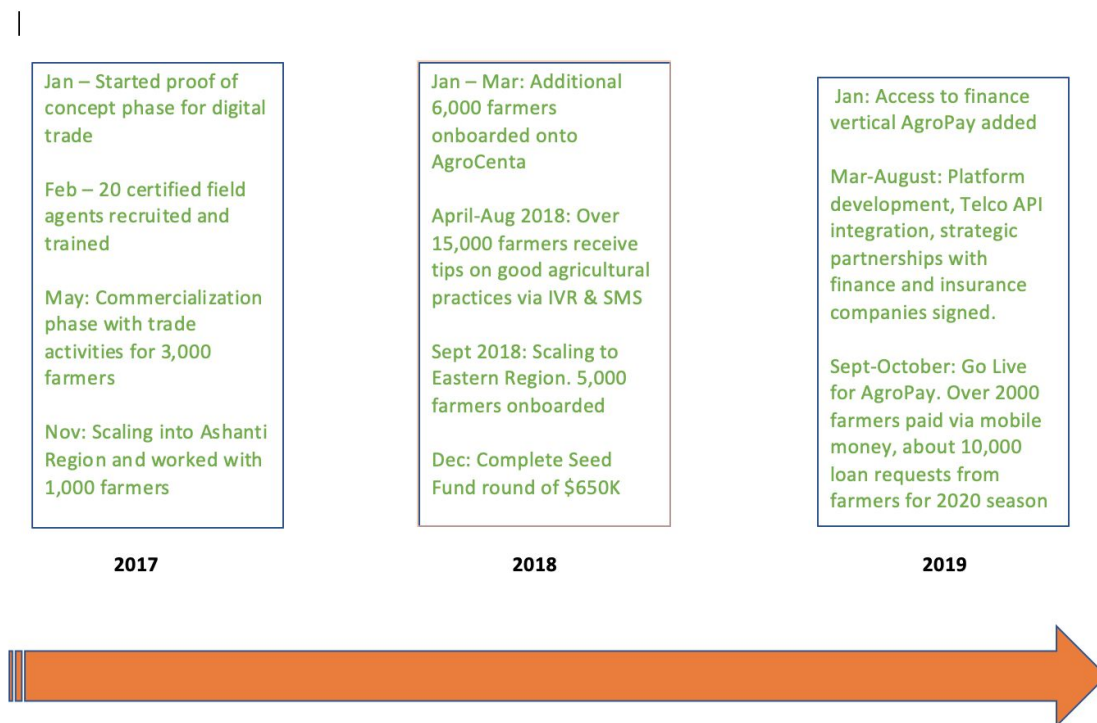 Jan – Started proof of
concept phase for digital
trade
Feb – 20 certified field
agents recruited and
trained
May: Commercialization
phase with trade
activities for 3,000
farmers
Nov: Scaling into Ashanti
Region and worked with
1,000 farmers
2017
Jan – Mar: Additional
6,000 farmers
onboarded onto
AgroCenta
April-Aug 2018: Over
15,000 farmers receive
tips on good agricultural
practices via IVR & SMS
Sept 2018: Scaling to
Eastern Region. 5,000
farmers onboarded
Dec: Complete Seed
Fund round of $650K
2018
Jan: Access to finance
vertical AgroPay added
Mar-August: Platform
development, Telco API
integration, strategic
partnerships with
finance and insurance
companies signed.
Sept-October: Go Live
for AgroPay. Over 2000
farmers paid via mobile
money, about 10,000
loan requests from
farmers for 2020 season
2019